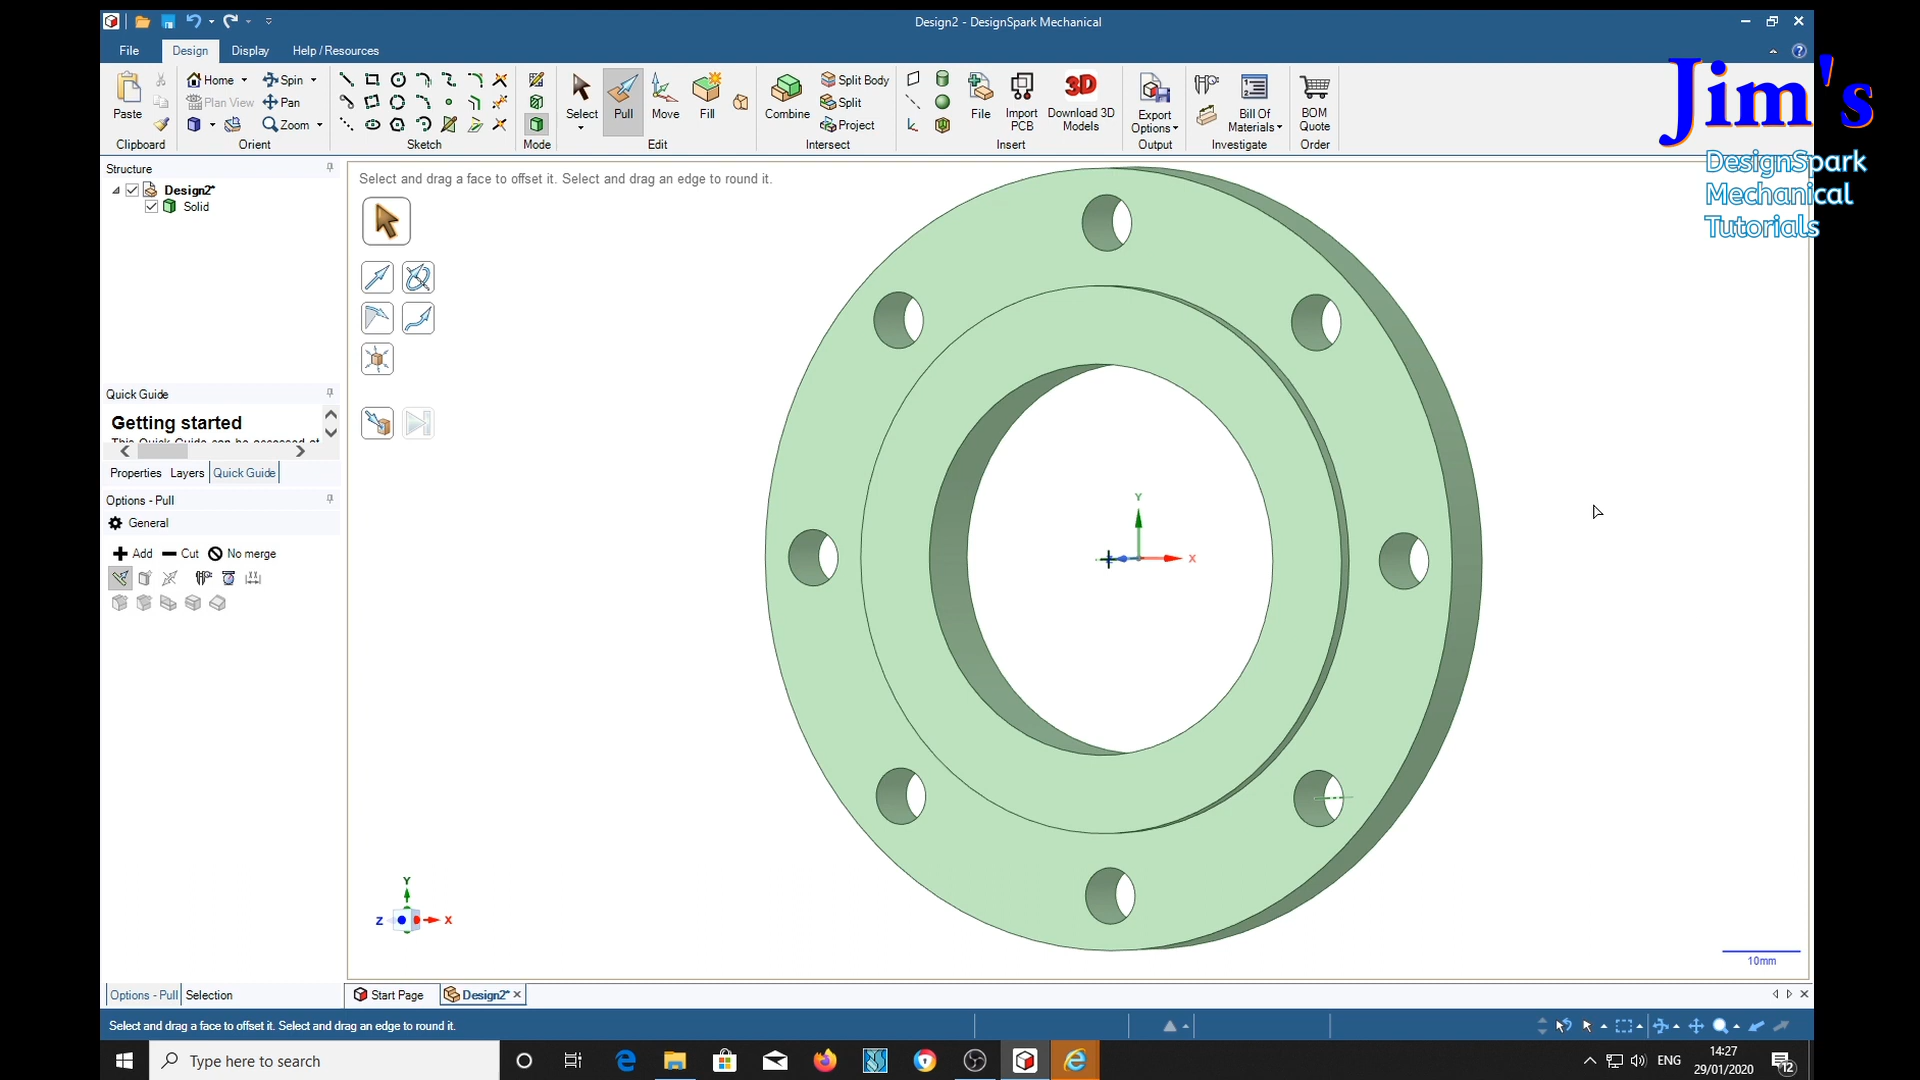 Design2 - DesignSpark Mechanical
File Design Display Help / Resources
Jim's
DesignSpark
Mechanical
Tutorials
Paste
Clipboard
Home Spin
Plan View Pan
Zoom
Orient
Sketch
Mode
Select Pull Move Fill
Edit
Combine
Split Body
Split
Project
Intersect
File
Import
PCB
3D
Download 3D
Models
Insert
Export
Options
Output
Bill Of
Materials
Investigate
BOM
Quote
Order
Structure
Design2*
Solid
Select and drag a face to offset it. Select and drag an edge to round it.
Quick Guide
Getting started
Properties Layers Quick Guide
Options - Pull
General
Add Cut No merge
Y
X
Y
Z X
10mm
Options - Pull Selection
Start Page Design2*
Select and drag a face to offset it. Select and drag an edge to round it.
Type here to search
ENG
14:27
29/01/2020
12